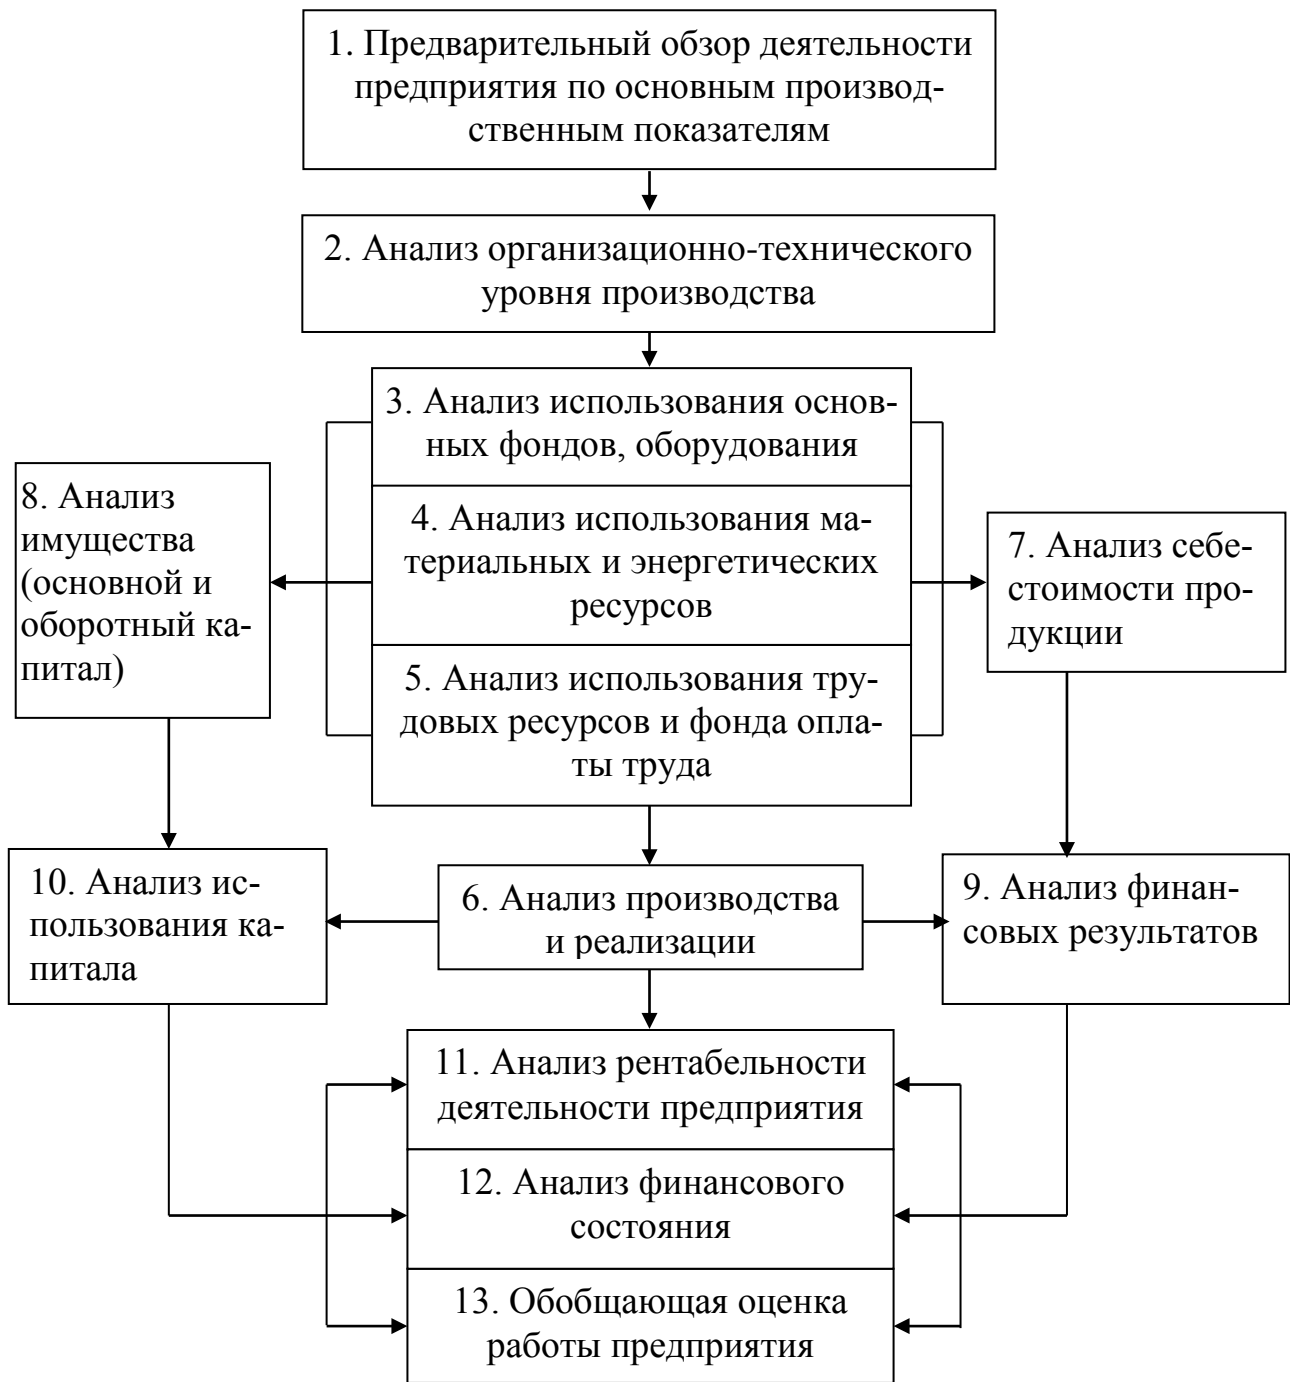 1. Предварительный обзор деятельности
предприятия по основным производ-
ственным показателям
2. Анализ организационно-технического
уровня производства
3. Анализ использования основ-
ных фондов, оборудования
4. Анализ использования ма-
териальных и энергетических
ресурсов
5. Анализ использования тру-
довых ресурсов и фонда опла-
ты труда
8. Анализ
имущества
(основной и
оборотный ка-
питал)
7. Анализ себе-
стоимости про-
дукции
10. Анализ ис-
пользования ка-
питала
6. Анализ производства
и реализации
9. Анализ финан-
совых результатов
11. Анализ рентабельности
деятельности предприятия
12. Анализ финансового
состояния
13. Обобщающая оценка
работы предприятия